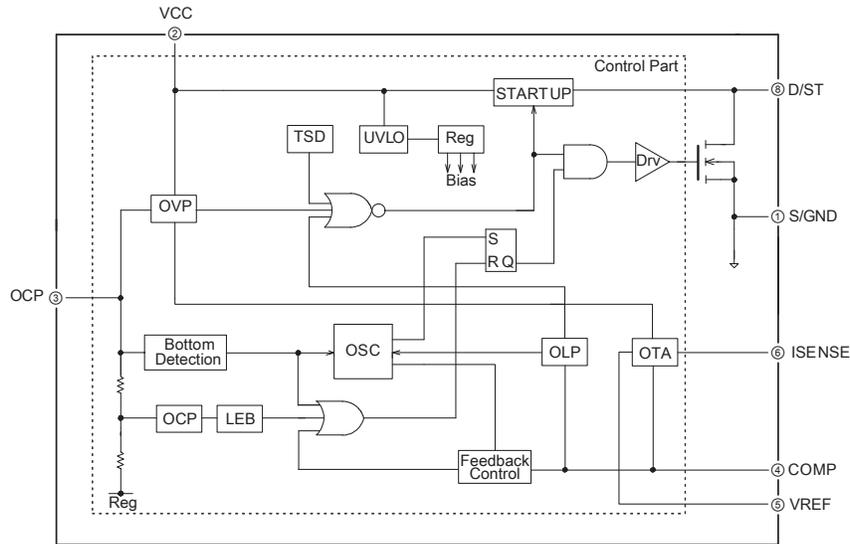 VCC
②
Control Part
STARTUP
⑧ D/ST
TSD
UVLO
Reg
Bias
Drv
OVP
① S/GND
S
R Q
OCP ③
Bottom
Detection
OSC
OLP
OTA
⑥ ISENSE
OCP
LEB
Feedback
Control
④ COMP
Reg
⑤ VREF